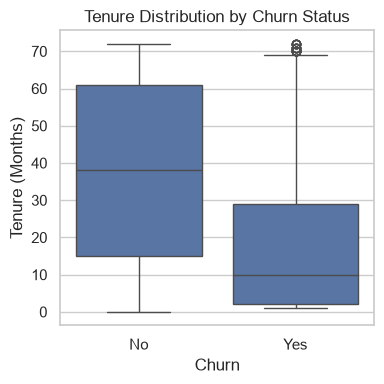 Tenure Distribution by Churn Status
Tenure (Months)
70
60
50
40
30
20
10
0
No Yes
Churn